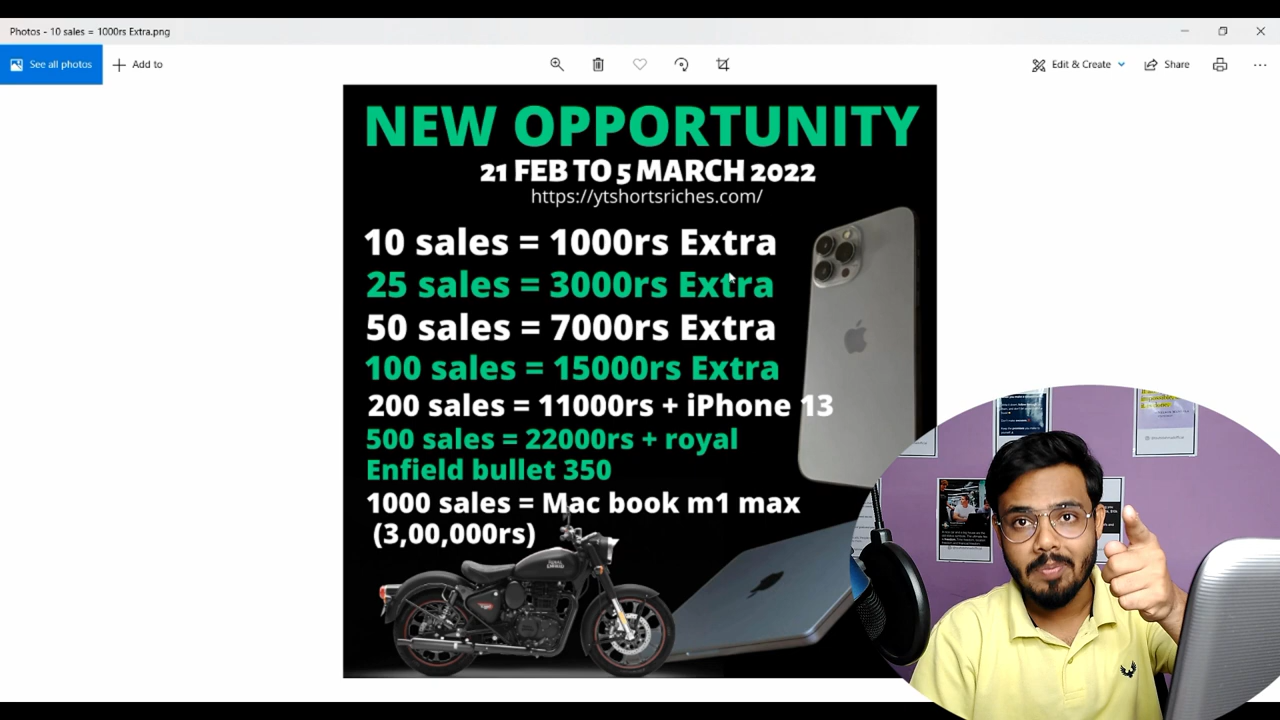 Photos - 10 sales = 1000rs Extra.png
See all photos
Add to
Edit & Create
Share
NEW OPPORTUNITY
21 FEB TO 5 MARCH 2022
https://ytshortsriches.com/
10 sales = 1000rs Extra
25 sales = 3000rs Extra
50 sales = 7000rs Extra
100 sales = 15000rs Extra
200 sales = 11000rs + iPhone 13
500 sales = 22000rs + royal
Enfield bullet 350
1000 sales = Mac book m1 max
(3,00,000rs)